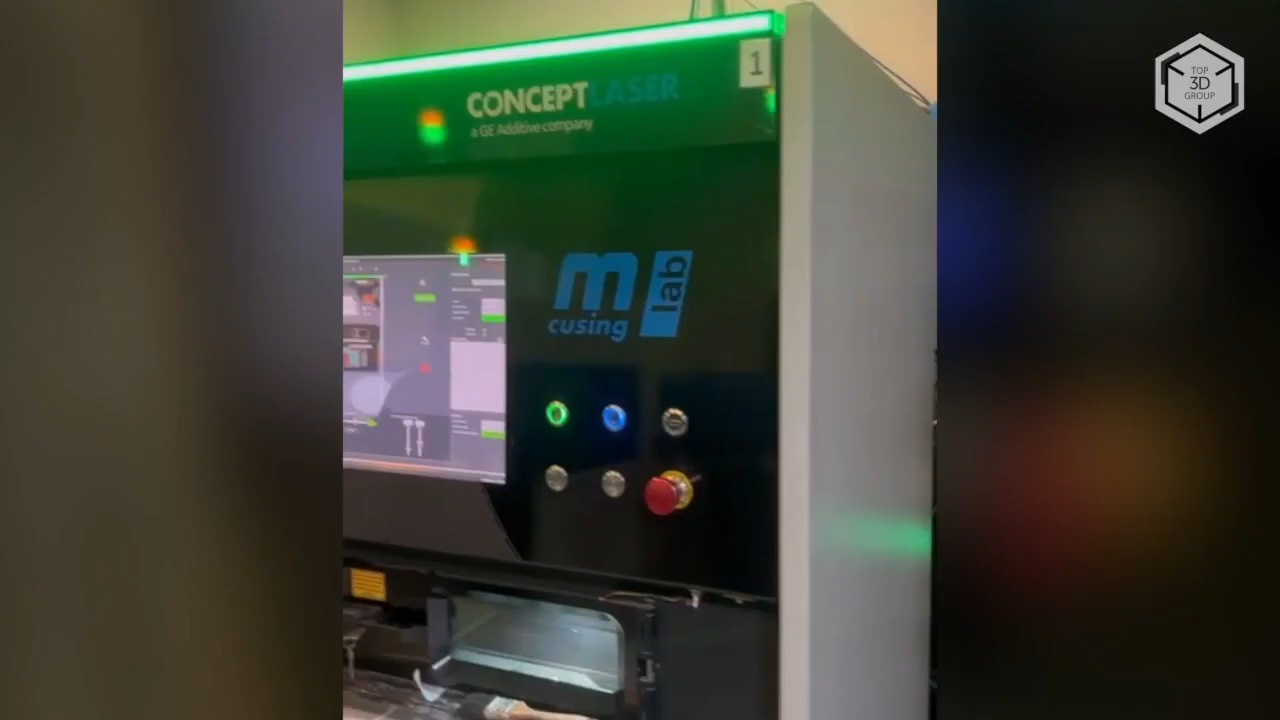 TOP
3D
GROUP
1
CONCEPTLASER
a GE Additive company
m lab
cusing